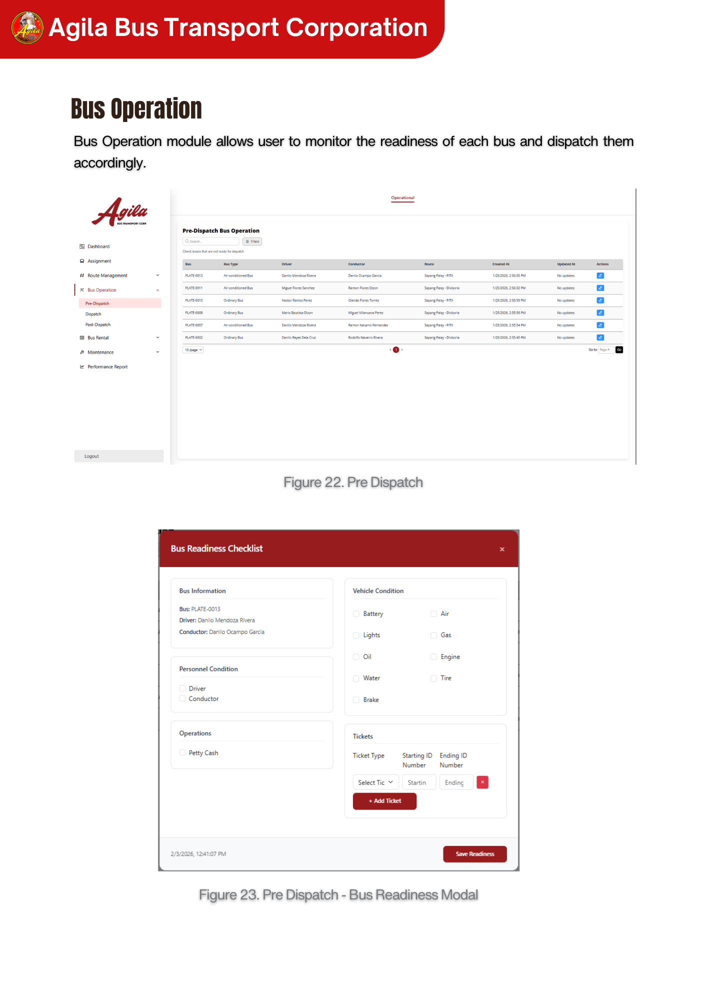 Agila
Agila Bus Transport Corporation
Bus Operation
Bus Operation module allows user to monitor the readiness of each bus and dispatch them
accordingly.
Agila
BUS TRANSPORT CORP.
Dashboard
Assignment
Route Management
Bus Operation
Pre-Dispatch
Dispatch
Post-Dispatch
Bus Rental
Maintenance
Performance Report
Logout
Operational
Pre-Dispatch Bus Operation
Search...
Filters
Check buses that are not ready for dispatch
Bus Bus Type Driver Conductor Route Created At Updated At Actions
PLATE-0013 Air-conditioned Bus Danilo Mendoza Rivera Danilo Ocampo Garcia Sapang Palay - PITX 1/25/2026, 2:56:05 PM No updates
PLATE-0011 Air-conditioned Bus Miguel Flores Sanchez Ramon Flores Dizon Sapang Palay - Divisoria 1/25/2026, 2:56:02 PM No updates
PLATE-0010 Ordinary Bus Nestor Ramos Perez Glenda Flores Torres Sapang Palay - PITX 1/25/2026, 2:55:59 PM No updates
PLATE-0008 Ordinary Bus Mario Bautista Dizon Miguel Villanueva Perez Sapang Palay - Divisoria 1/25/2026, 2:55:56 PM No updates
PLATE-0007 Air-conditioned Bus Danilo Mendoza Rivera Ramon Navarro Fernandez Sapang Palay - PITX 1/25/2026, 2:55:54 PM No updates
PLATE-0002 Ordinary Bus Danilo Reyes Dela Cruz Rodolfo Navarro Rivera Sapang Palay - Divisoria 1/25/2026, 2:55:45 PM No updates
10 /page ‹ 1 › Go to: Page # Go
Figure 22. Pre Dispatch
Bus Readiness Checklist ×
Bus Information
Bus: PLATE-0013
Driver: Danilo Mendoza Rivera
Conductor: Danilo Ocampo Garcia
Personnel Condition
Driver
Conductor
Operations
Petty Cash
Vehicle Condition
Battery Air
Lights Gas
Oil Engine
Water Tire
Brake
Tickets
Ticket Type Starting ID Number Ending ID Number
Select Tic Startin Ending ×
+ Add Ticket
2/3/2026, 12:41:07 PM
Save Readiness
Figure 23. Pre Dispatch - Bus Readiness Modal